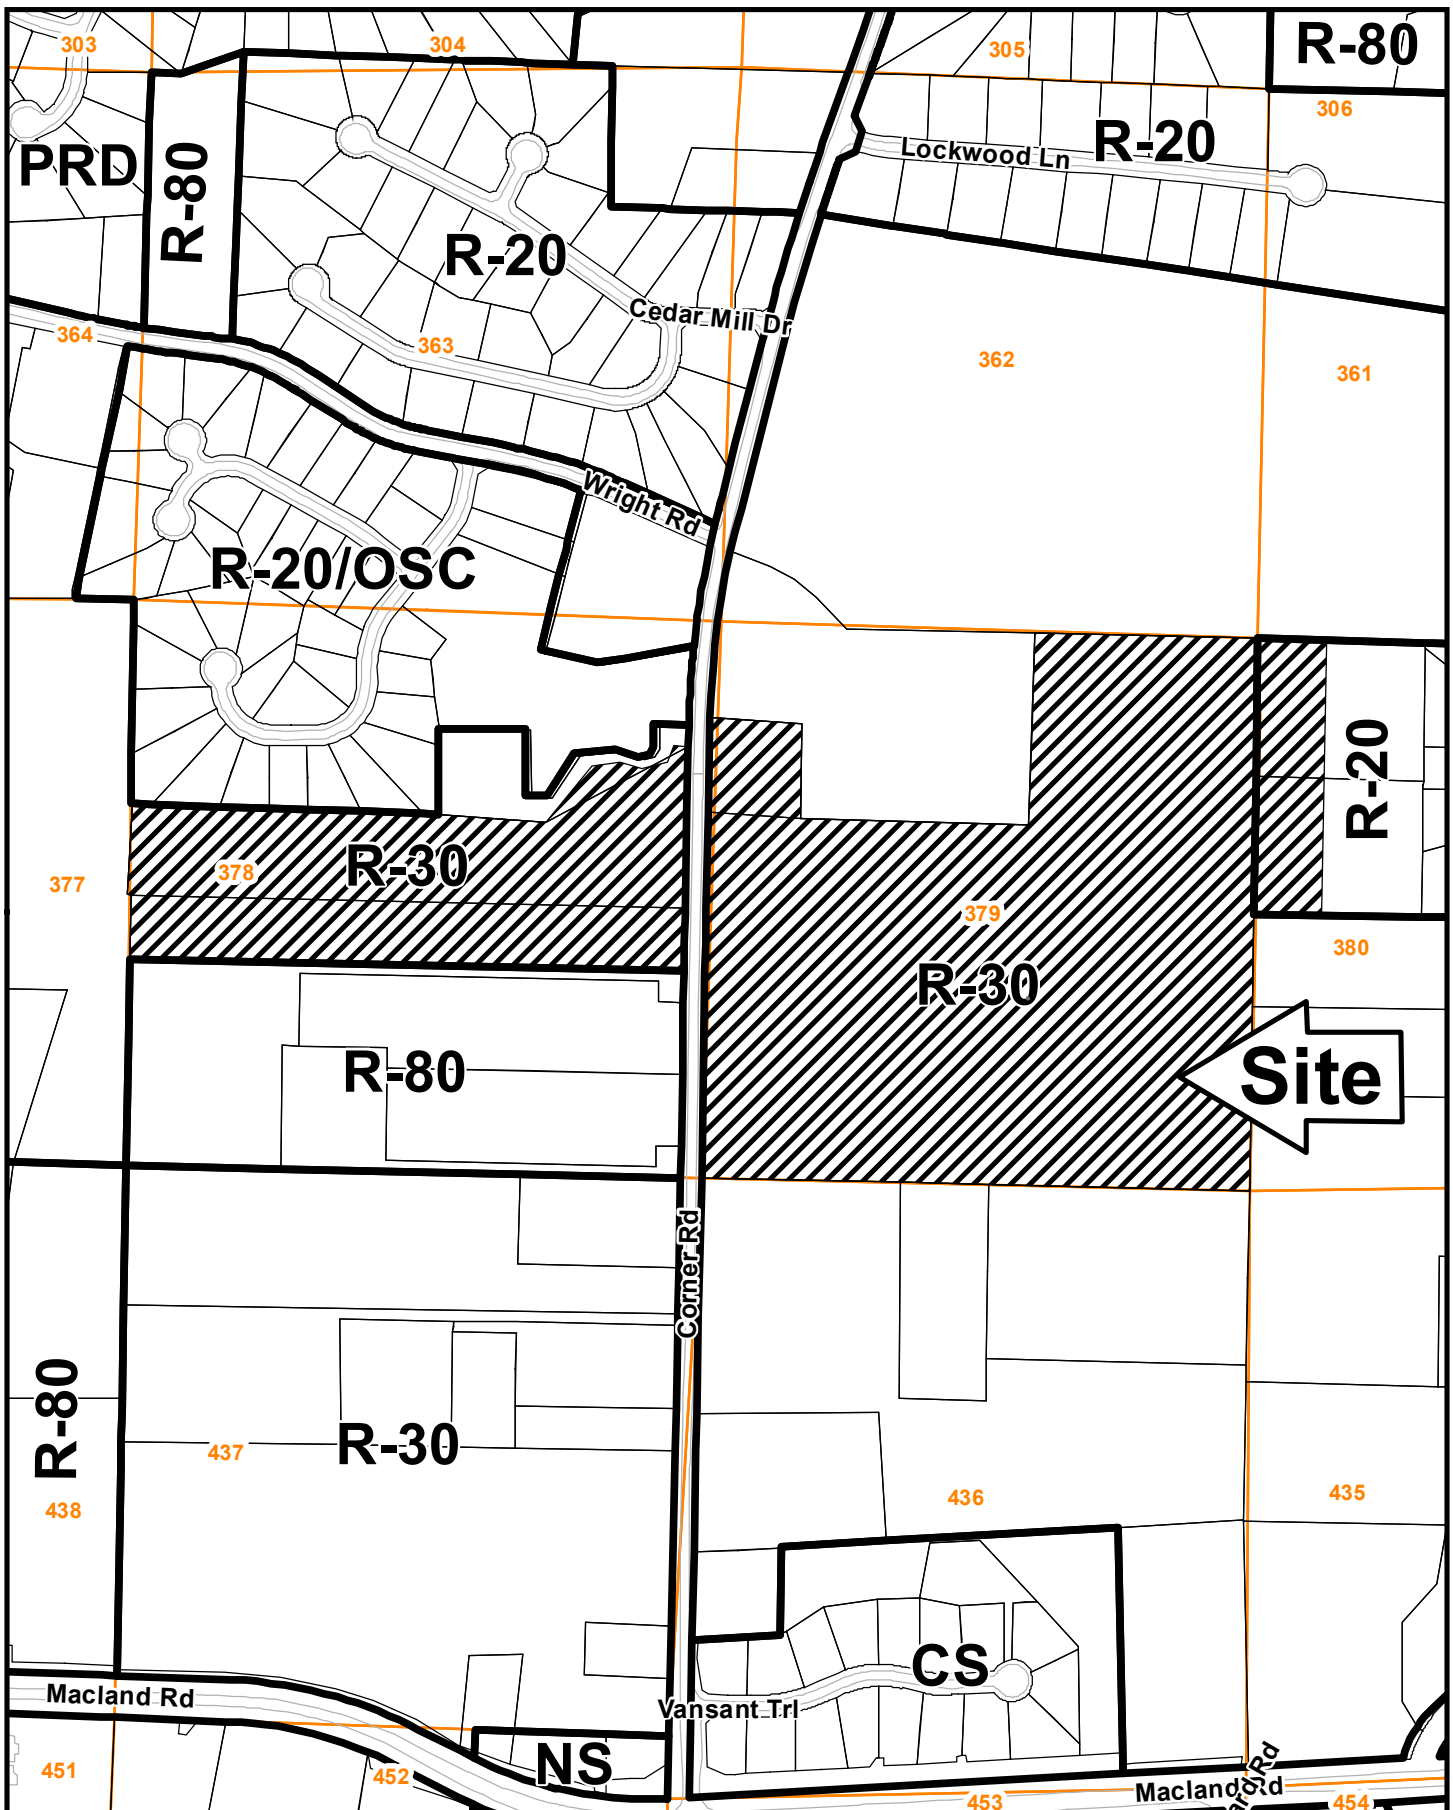 303
304
305
R-80
306
PRD
R-80
Lockwood Ln
R-20
R-20
Cedar Mill Dr
364
363
362
361
Wright Rd
R-20/OSC
R-20
377
378
R-30
379
380
R-30
Site
R-80
Corner Rd
R-80
437
R-30
438
436
435
CS
Macland Rd
Vansant Trl
NS
451
452
453
Macland Rd
454